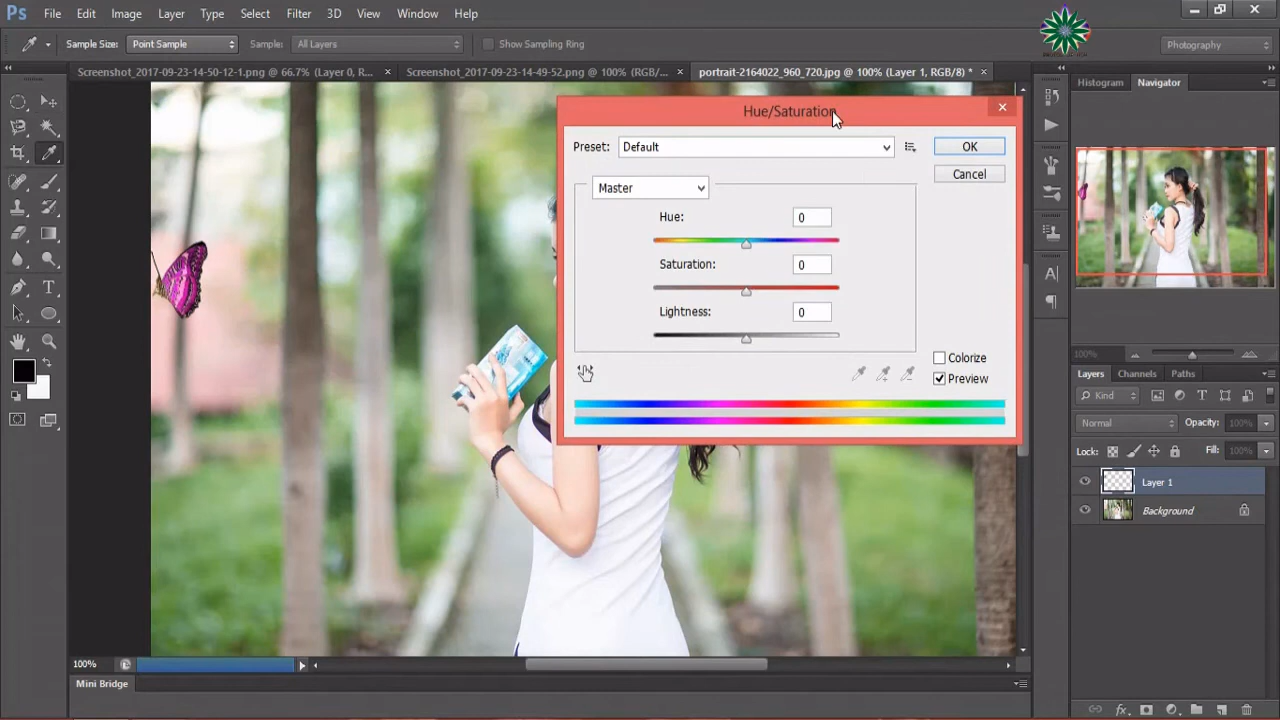 Ps File Edit Image Layer Type Select Filter 3D View Window Help
Sample Size: Point Sample Sample: All Layers Show Sampling Ring Photography
Screenshot_2017-09-23-14-50-12-1.png @ 66.7% (Layer 0, R... Screenshot_2017-09-23-14-49-52.png @ 100% (RGB/... portrait-2164022_960_720.jpg @ 100% (Layer 1, RGB/8) *
Histogram Navigator
Hue/Saturation
Preset: Default OK
Cancel
Master
Hue: 0
Saturation: 0
Lightness: 0
Colorize
Preview
100%
Layers Channels Paths
Kind
Normal Opacity: 100%
Lock: Fill: 100%
Layer 1
Background
100%
Mini Bridge